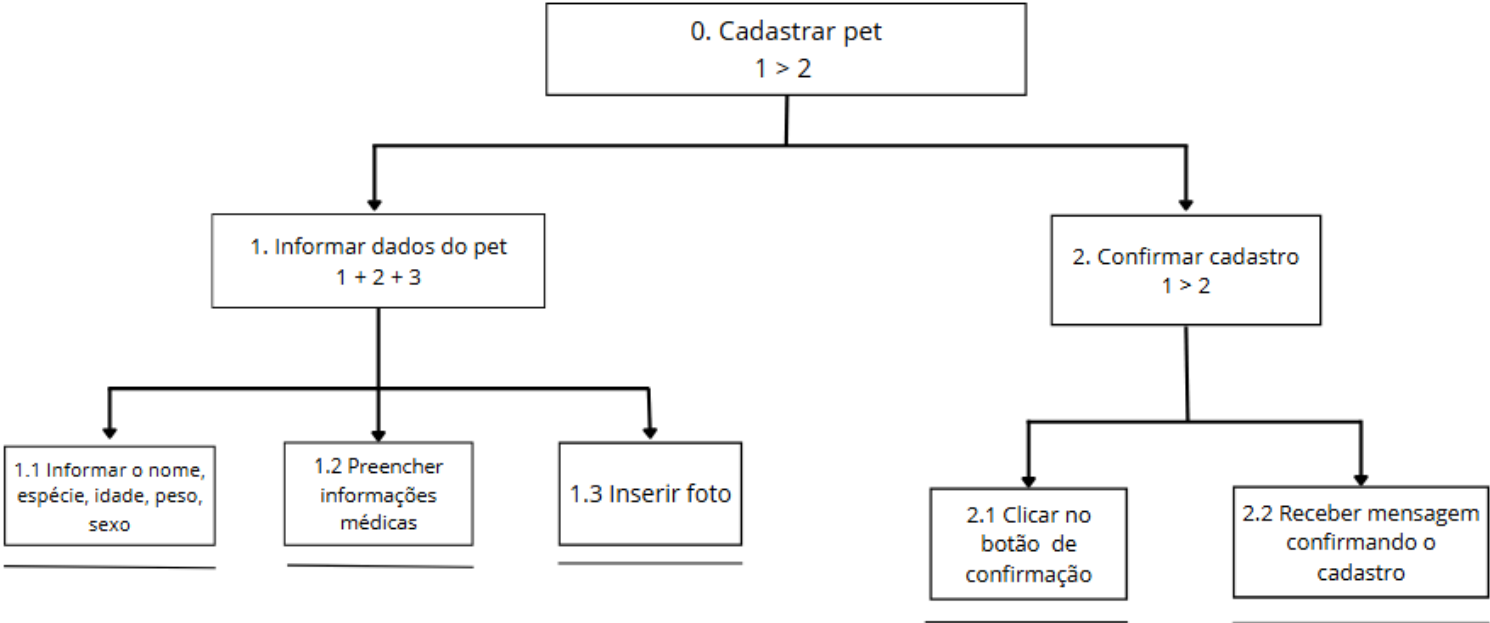 0. Cadastrar pet
1 > 2
1. Informar dados do pet
1 + 2 + 3
2. Confirmar cadastro
1 > 2
1.1 Informar o nome,
espécie, idade, peso,
sexo
1.2 Preencher
informações
médicas
1.3 Inserir foto
2.1 Clicar no
botão de
confirmação
2.2 Receber mensagem
confirmando o
cadastro